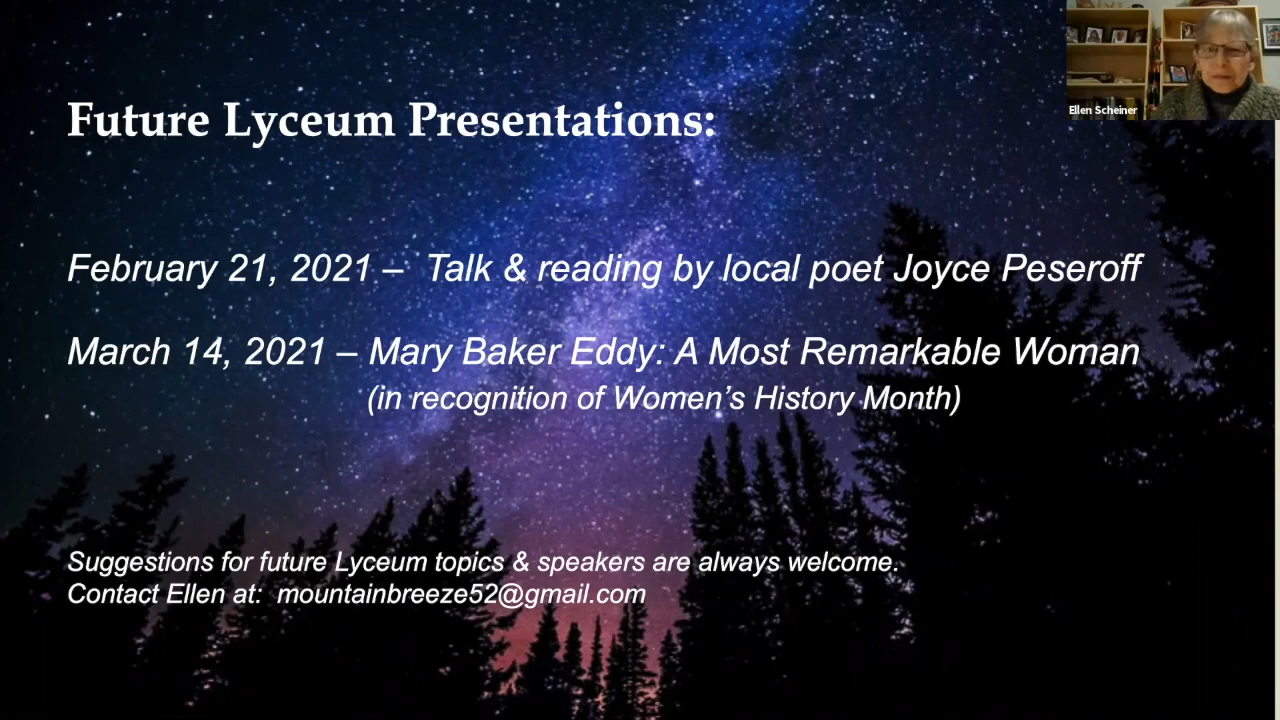 Ellen Scheiner
Future Lyceum Presentations:
February 21, 2021 – Talk & reading by local poet Joyce Peseroff
March 14, 2021 – Mary Baker Eddy: A Most Remarkable Woman
(in recognition of Women’s History Month)
Suggestions for future Lyceum topics & speakers are always welcome.
Contact Ellen at: mountainbreeze52@gmail.com